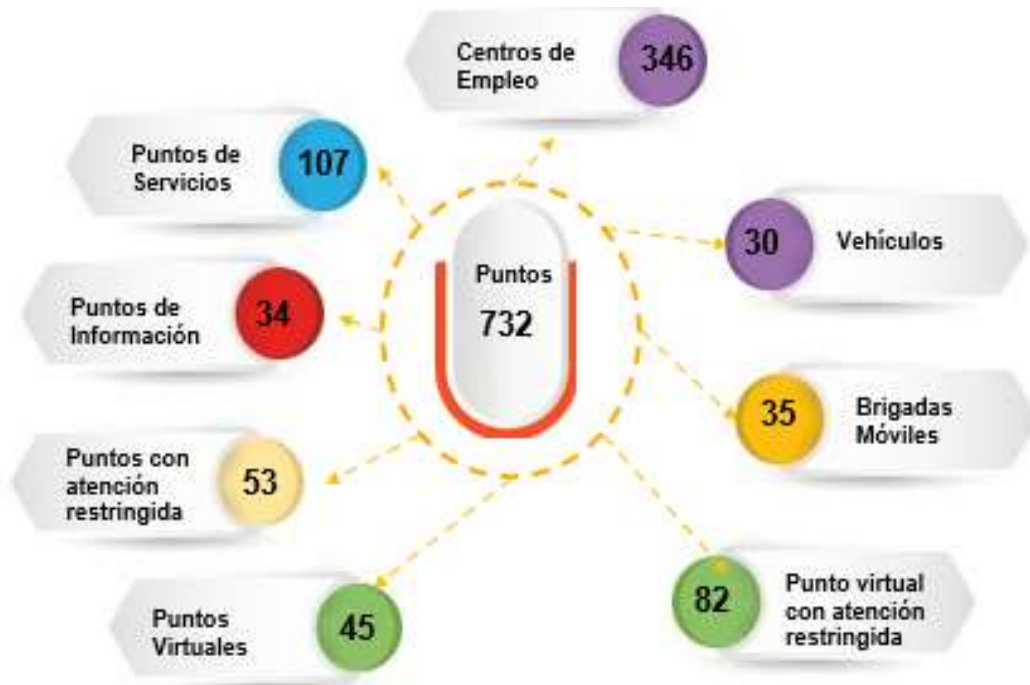 Centros de
Empleo
346
Puntos de
Servicios
107
Vehículos
30
Puntos
732
Puntos de
Información
34
Brigadas
Móviles
35
Puntos con
atención
restringida
53
Puntos
Virtuales
45
Punto virtual
con atención
restringida
82